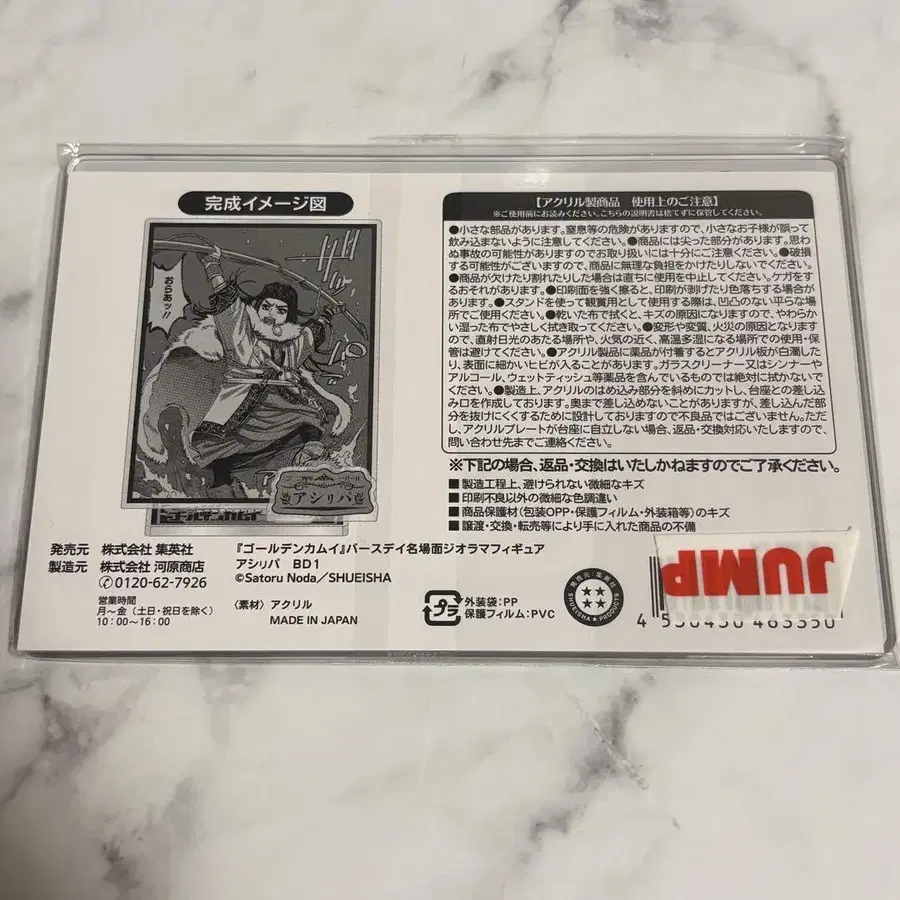 完成イメージ図
おらあッ!!
アシㇼパ
ゴールデンカムイ
【アクリル製商品 使用上のご注意】
※ご使用前にお読みください。こちらの説明書は捨てずに保管してください。
●小さな部品があります。窒息等の危険がありますので、小さなお子様が誤って
飲み込まないように注意してください。●商品には尖った部分があります。思わ
ぬ事故の可能性がありますのでお取り扱いには十分にご注意ください。●破損
する可能性がございますので、商品に無理な負担をかけたりしないでください。
●商品が欠けたり割れたりした場合は直ちに使用を中止してください。ケガをす
るおそれがあります。●印刷面を強く擦ると、印刷が剥げたり色落ちする場合が
あります。●スタンドを使って観賞用として使用する際は、凹凸のない平らな場
所でご使用ください。●乾いた布で拭くと、キズの原因になりますので、やわらか
い湿った布でやさしく拭き取ってください。●変形や変質、火災の原因となります
ので、直射日光のあたる場所や、火気の近く、高温多湿になる場所での使用・保
管は避けてください。●アクリル製品に薬品が付着するとアクリル板が白濁した
り、表面に細かいヒビが入ることがあります。ガラスクリーナー又はシンナーや
アルコール、ウェットティッシュ等薬品を含んでいるものでは絶対に拭かないでく
ださい。●製造上、アクリルのはめ込み部分を斜めにカットし、台座との差し込
み口を作成しております。奥まで差し込めないことがありますが、差し込んだ部
分を抜けにくくするために設計しておりますので不良品ではございません。ただ
し、アクリルプレートが台座に自立しない場合、返品・交換対応いたしますので、
問い合わせ先までご連絡ください。
※下記の場合、返品・交換はいたしかねますのでご了承ください。
■製造工程上、避けられない微細なキズ
■印刷不良以外の微細な色調違い
■商品保護材(包装OPP・保護フィルム・外装箱等)のキズ
■譲渡・交換・転売等により手に入れた商品の不備
発売元 株式会社 集英社
製造元 株式会社 河原商店
0120-62-7926
営業時間
月~金(土日・祝日を除く)
10:00~16:00
『ゴールデンカムイ』バースデイ名場面ジオラマフィギュア
アシㇼパ BD1
©Satoru Noda/SHUEISHA
〈素材〉アクリル
MADE IN JAPAN
プラ
外装袋:PP
保護フィルム:PVC
発売元:集英社
SHUEISHA PRODUCTS
JUMP